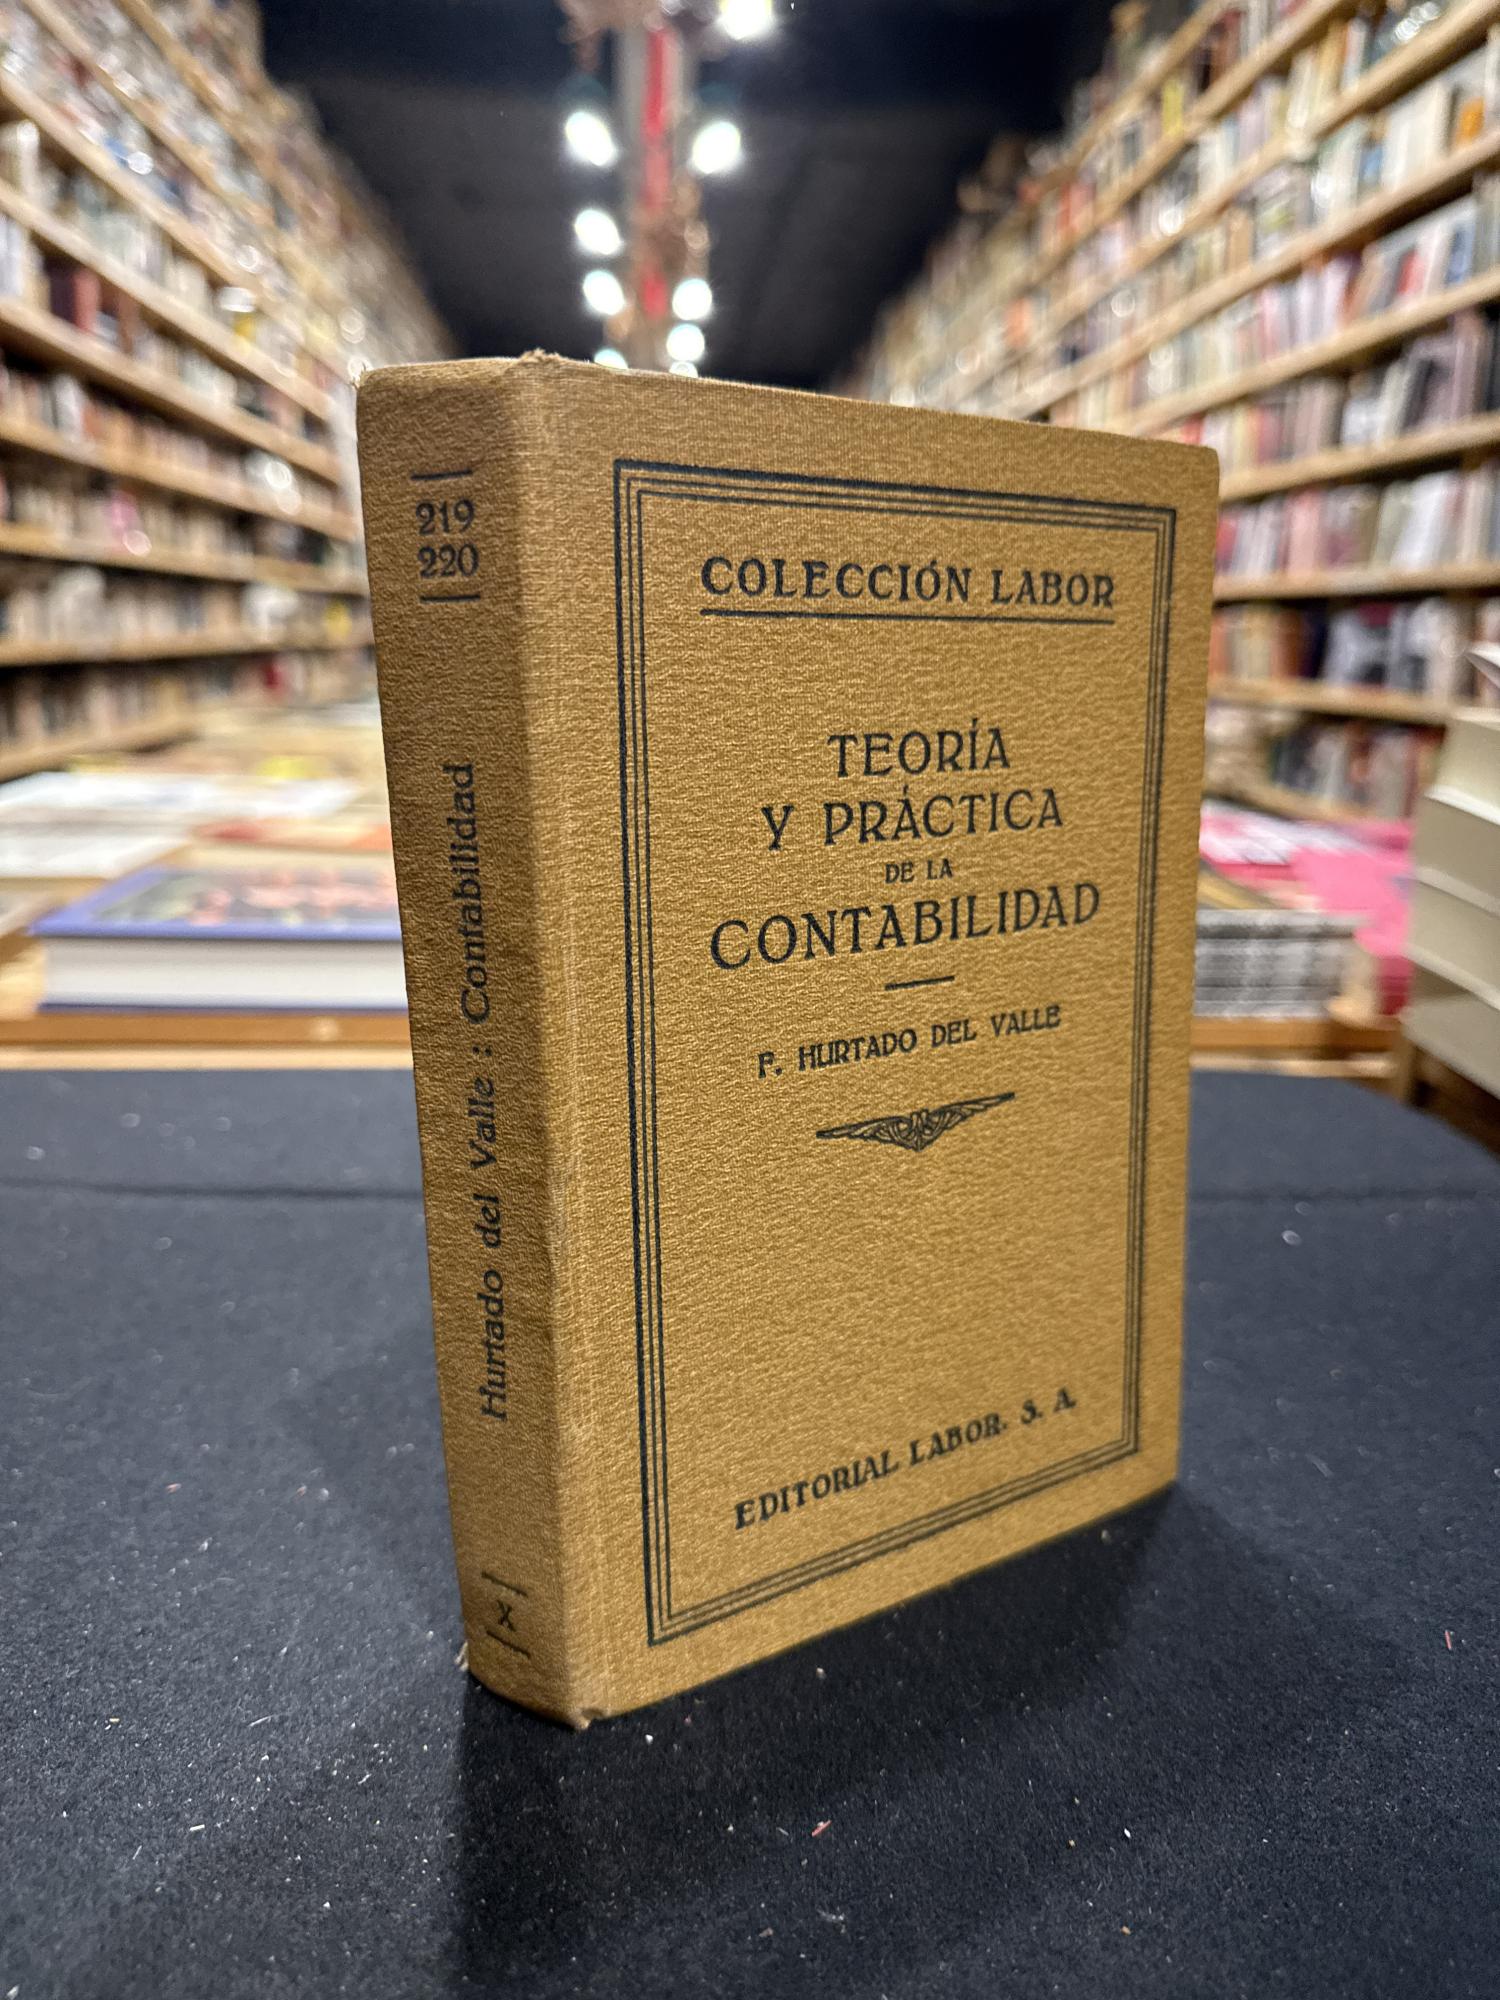 219
220
Hurtado del Valle : Contabilidad
X
COLECCIÓN LABOR
TEORÍA
Y PRÁCTICA
DE LA
CONTABILIDAD
F. HURTADO DEL VALLE
EDITORIAL LABOR. S. A.